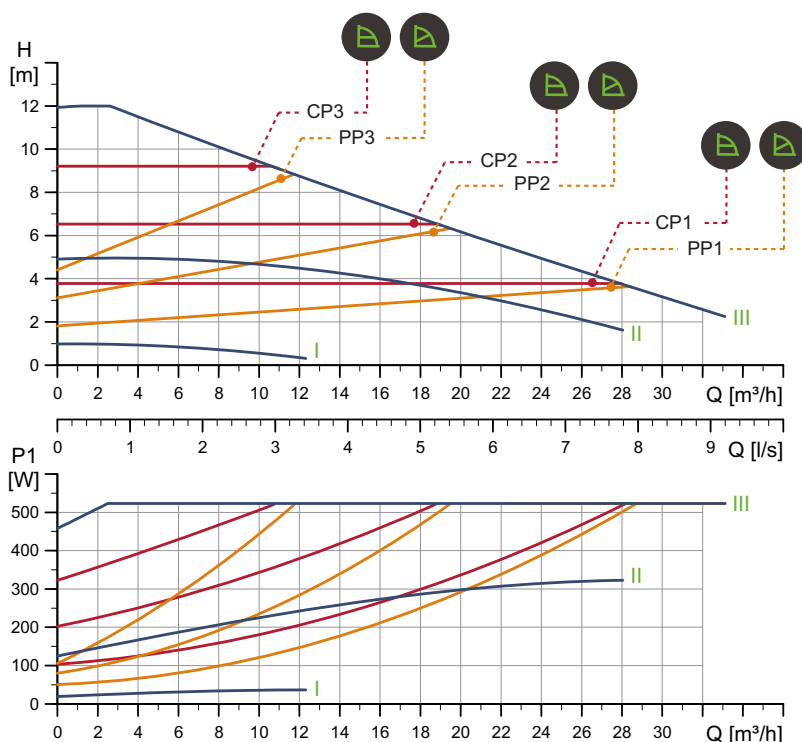 H
[m]
12
10
8
6
4
2
0
CP3
PP3
CP2
PP2
CP1
PP1
III
II
I
0 2 4 6 8 10 12 14 16 18 20 22 24 26 28 30 Q [m³/h]
0 1 2 3 4 5 6 7 8 9 Q [l/s]
P1
[W]
500
400
300
200
100
0
III
II
I
0 2 4 6 8 10 12 14 16 18 20 22 24 26 28 30 Q [m³/h]